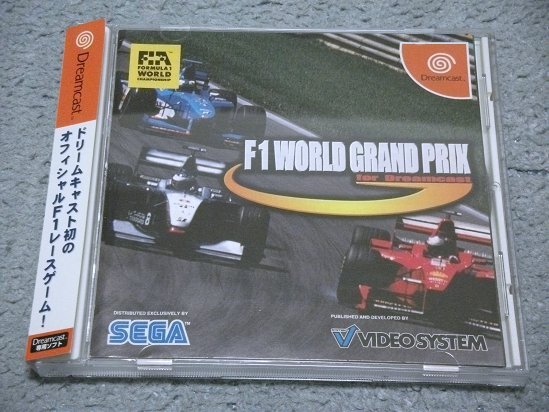 Dreamcast
ドリームキャスト初の
オフィシャルF1レースゲーム!
Dreamcast
専用ソフト
FIA
FORMULA 1
WORLD
CHAMPIONSHIP
Dreamcast
F1 WORLD GRAND PRIX
for Dreamcast
8
DISTRIBUTED EXCLUSIVELY BY
SEGA
PUBLISHED AND DEVELOPED BY
VIDEO SYSTEM